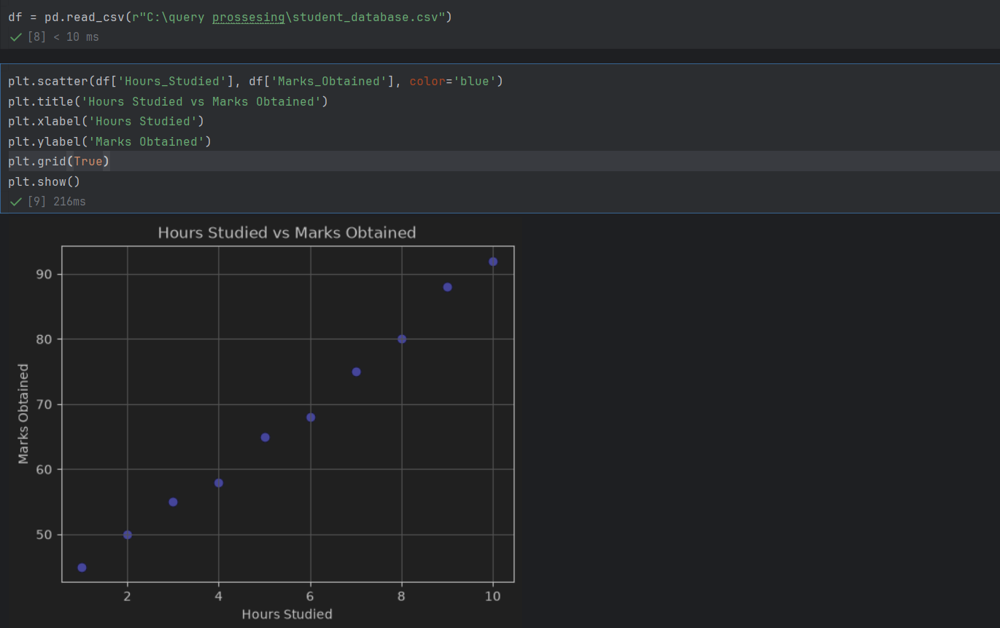 df = pd.read_csv(r"C:\query prossesing\student_database.csv")
[8] < 10 ms
plt.scatter(df['Hours_Studied'], df['Marks_Obtained'], color='blue')
plt.title('Hours Studied vs Marks Obtained')
plt.xlabel('Hours Studied')
plt.ylabel('Marks Obtained')
plt.grid(True)
plt.show()
[9] 216ms
Hours Studied vs Marks Obtained
90
80
70
60
50
Marks Obtained
2 4 6 8 10
Hours Studied